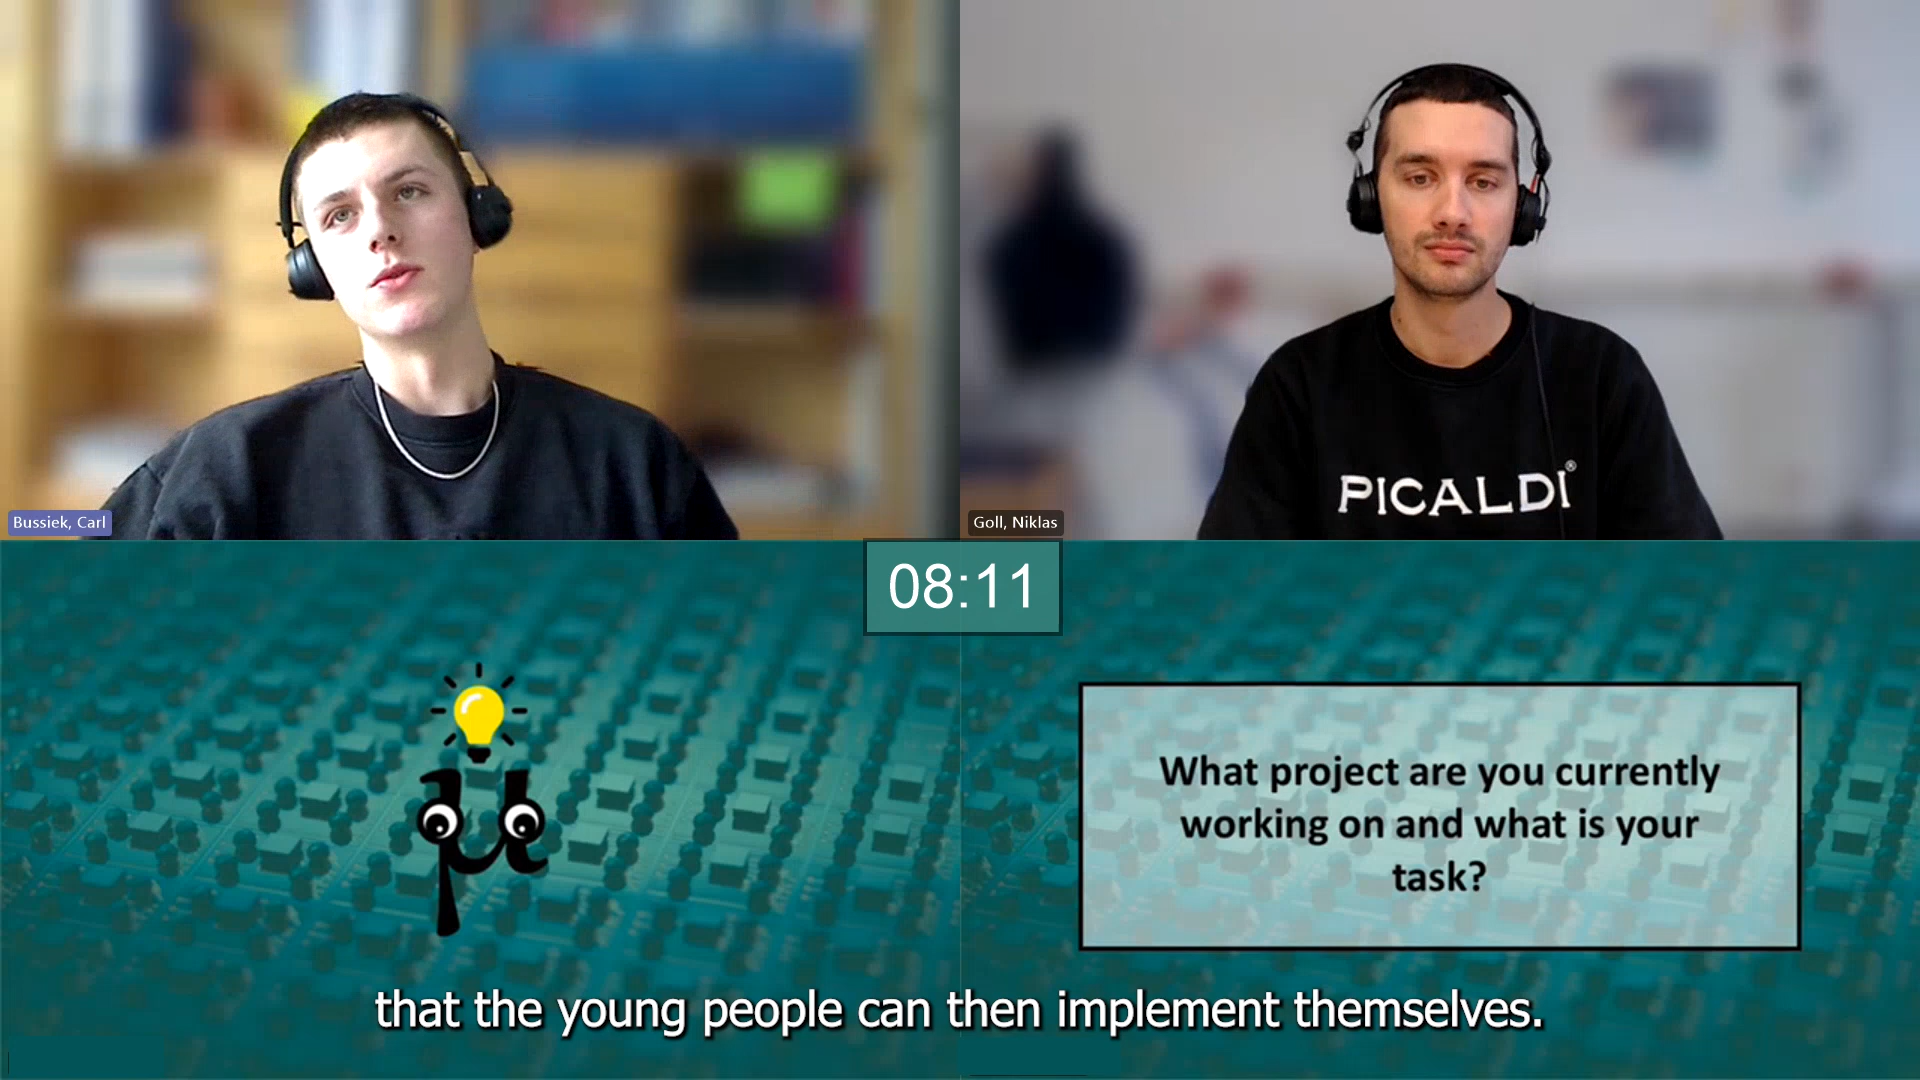 PICALDI®
Bussiek, Carl
Goll, Niklas
08:11
µ
What project are you currently
working on and what is your
task?
that the young people can then implement themselves.